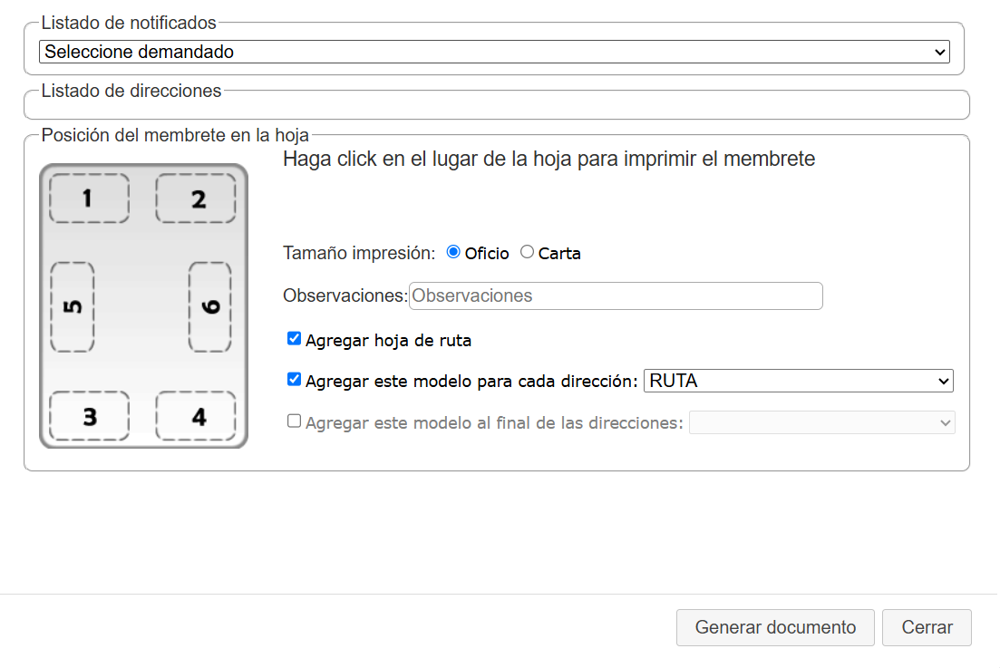 Listado de notificados
Seleccione demandado
Listado de direcciones
Posición del membrete en la hoja
Haga click en el lugar de la hoja para imprimir el membrete
1 2
Tamaño impresión: Oficio Carta
Observaciones: Observaciones
5 6
Agregar hoja de ruta
Agregar este modelo para cada dirección: RUTA
3 4
Agregar este modelo al final de las direcciones:
Generar documento Cerrar